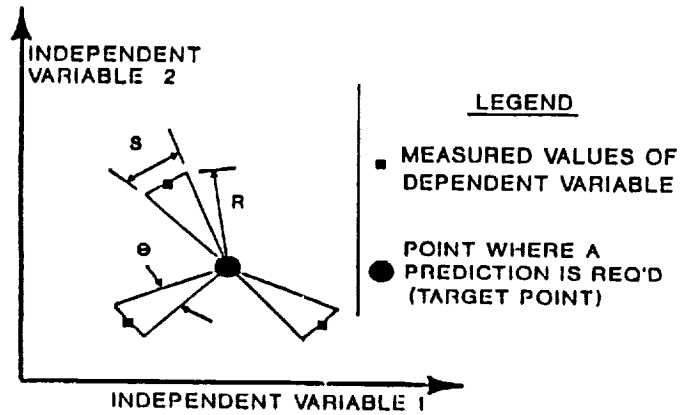 INDEPENDENT
VARIABLE 2
S
R
θ
INDEPENDENT VARIABLE 1
LEGEND
MEASURED VALUES OF
DEPENDENT VARIABLE
POINT WHERE A
PREDICTION IS REQ'D
(TARGET POINT)